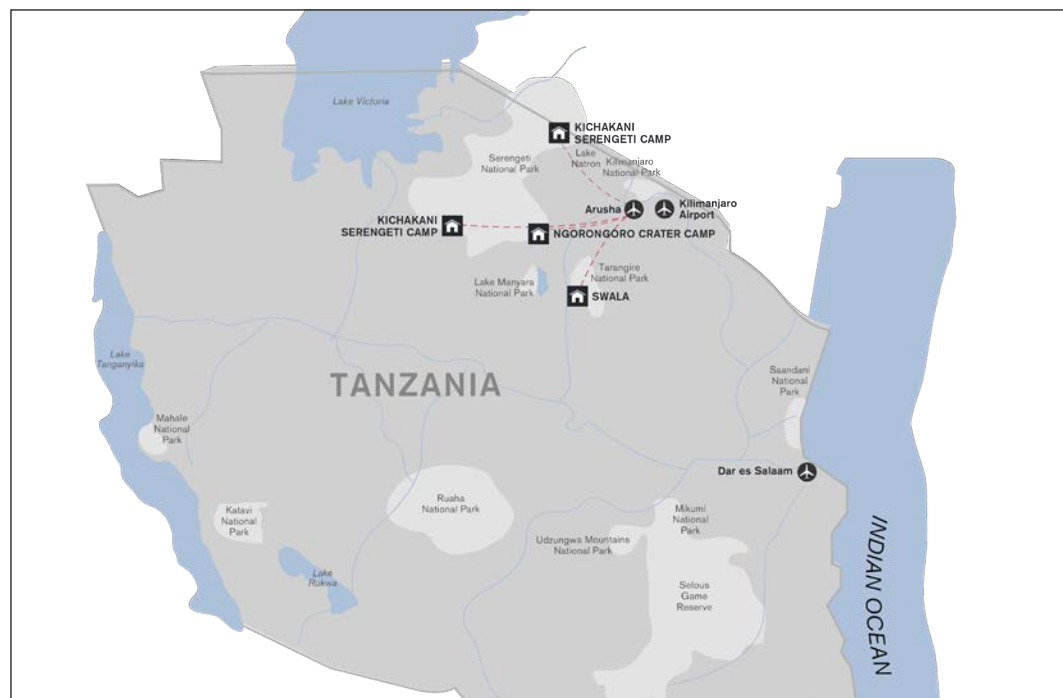 Lake Victoria
KICHAKANI
SERENGETI CAMP
Serengeti
National Park
Lake
Natron
Kilimanjaro
National Park
Arusha
Kilimanjaro
Airport
KICHAKANI
SERENGETI CAMP
NGORONGORO CRATER CAMP
Lake Manyara
National Park
Tarangire
National Park
SWALA
Lake
Tanganyika
TANZANIA
Saandani
National
Park
Mahale
National
Park
Dar es Salaam
Ruaha
National Park
Katavi
National
Park
Mikumi
National
Park
Udzungwa Mountains
National Park
Lake
Rukwa
Selous
Game
Reserve
INDIAN OCEAN